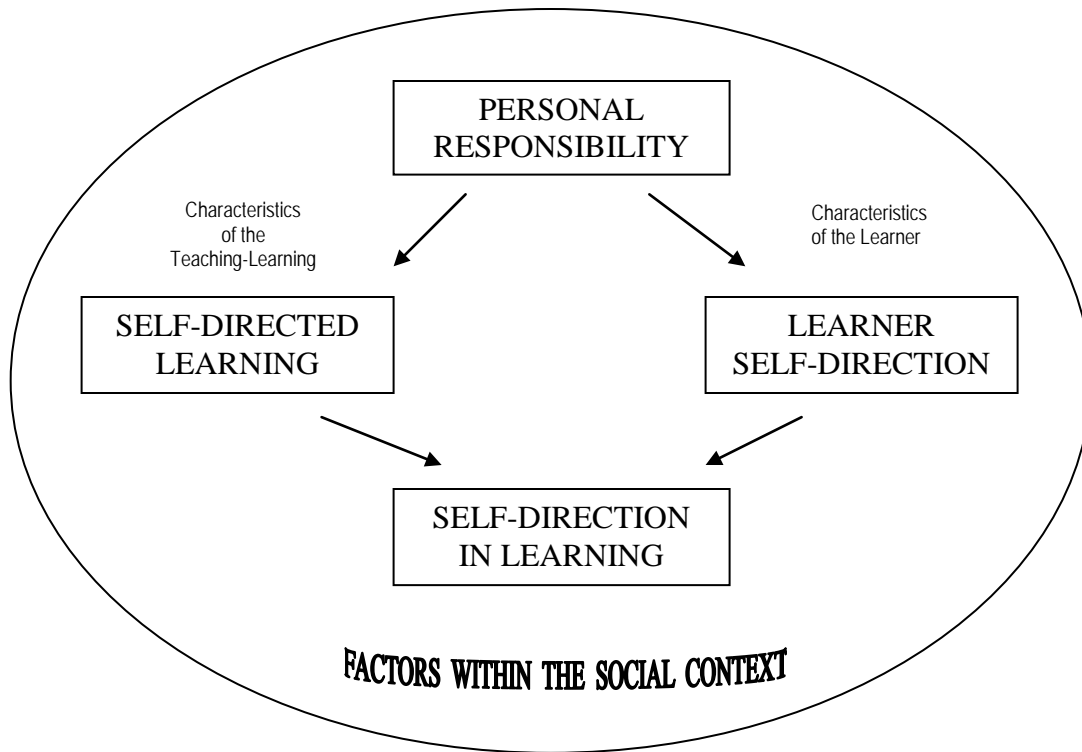 PERSONAL
RESPONSIBILITY
Characteristics
of the
Teaching-Learning
Characteristics
of the Learner
SELF-DIRECTED
LEARNING
LEARNER
SELF-DIRECTION
SELF-DIRECTION
IN LEARNING
FACTORS WITHIN THE SOCIAL CONTEXT